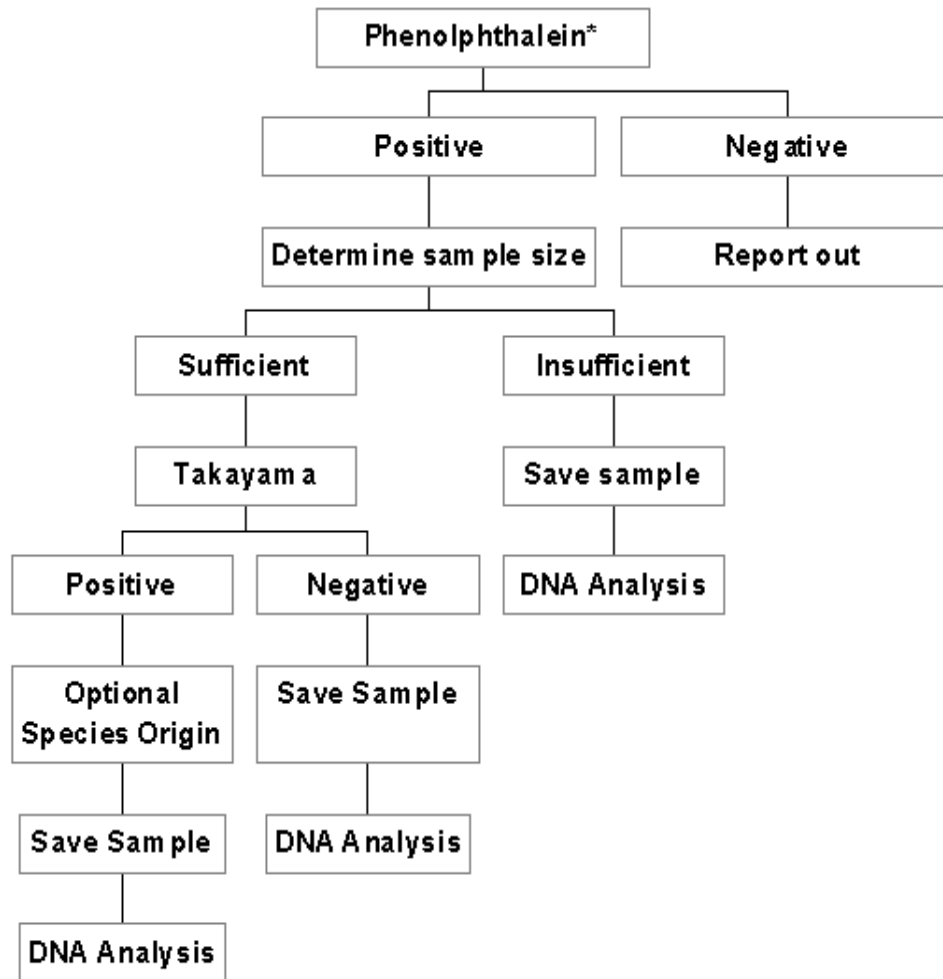 Phenolphthalein*
Positive
Negative
Determine sample size
Report out
Sufficient
Insufficient
Takayama
Save sample
Positive
Negative
DNA Analysis
Optional
Species Origin
Save Sample
Save Sample
DNA Analysis
DNA Analysis